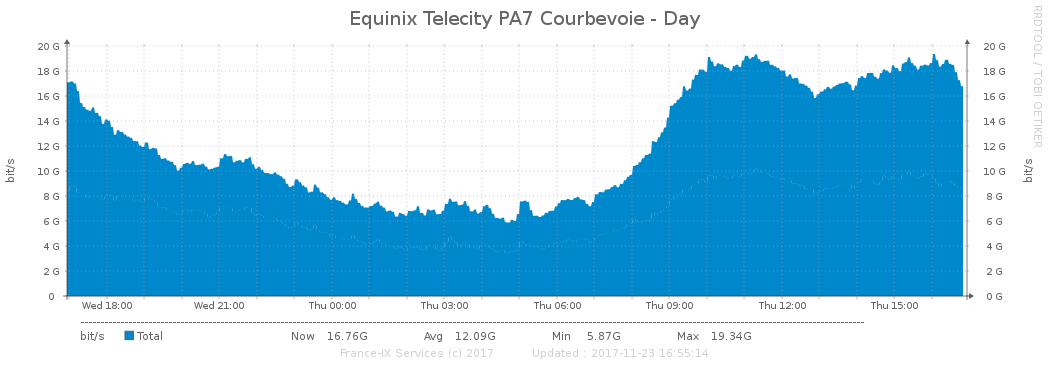 Equinix Telecity PA7 Courbevoie - Day
RRDTOOL / TOBI OETIKER
bit/s
20 G 20 G
18 G 18 G
16 G 16 G
14 G 14 G
12 G 12 G
10 G 10 G
8 G 8 G
6 G 6 G
4 G 4 G
2 G 2 G
0 0 G
bit/s
Wed 18:00 Wed 21:00 Thu 00:00 Thu 03:00 Thu 06:00 Thu 09:00 Thu 12:00 Thu 15:00
bit/s Total Now 16.76G Avg 12.09G Min 5.87G Max 19.34G
France-IX Services (c) 2017 Updated : 2017-11-23 16:55:14